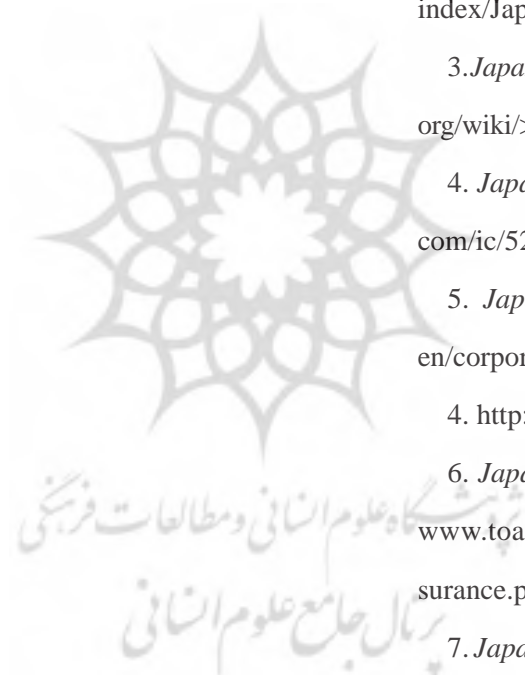 index/Jap
3.Japa
org/wiki/>
4. Japa
com/ic/52
5. Jap
en/corpor
4. http:
6. Japa
www.toa
surance.p
7.Japa
پژوهشگاه علوم انسانی و مطالعات فرهنگی
پرتال جامع علوم انسانی